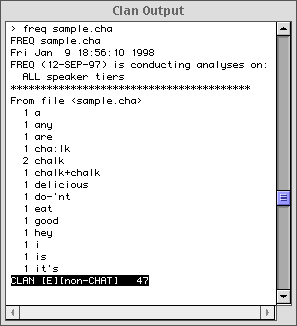 Clan Output
> freq sample.cha
FREQ sample.cha
Fri Jan  9 18:56:10 1998
FREQ (12-SEP-97) is conducting analyses on:
  ALL speaker tiers
****************************************
From file <sample.cha>
  1 a
  1 any
  1 are
  1 cha:lk
  2 chalk
  1 chalk+chalk
  1 delicious
  1 do-'nt
  1 eat
  1 good
  1 hey
  1 i
  1 is
  1 it's
CLAN [E][non-CHAT]   47